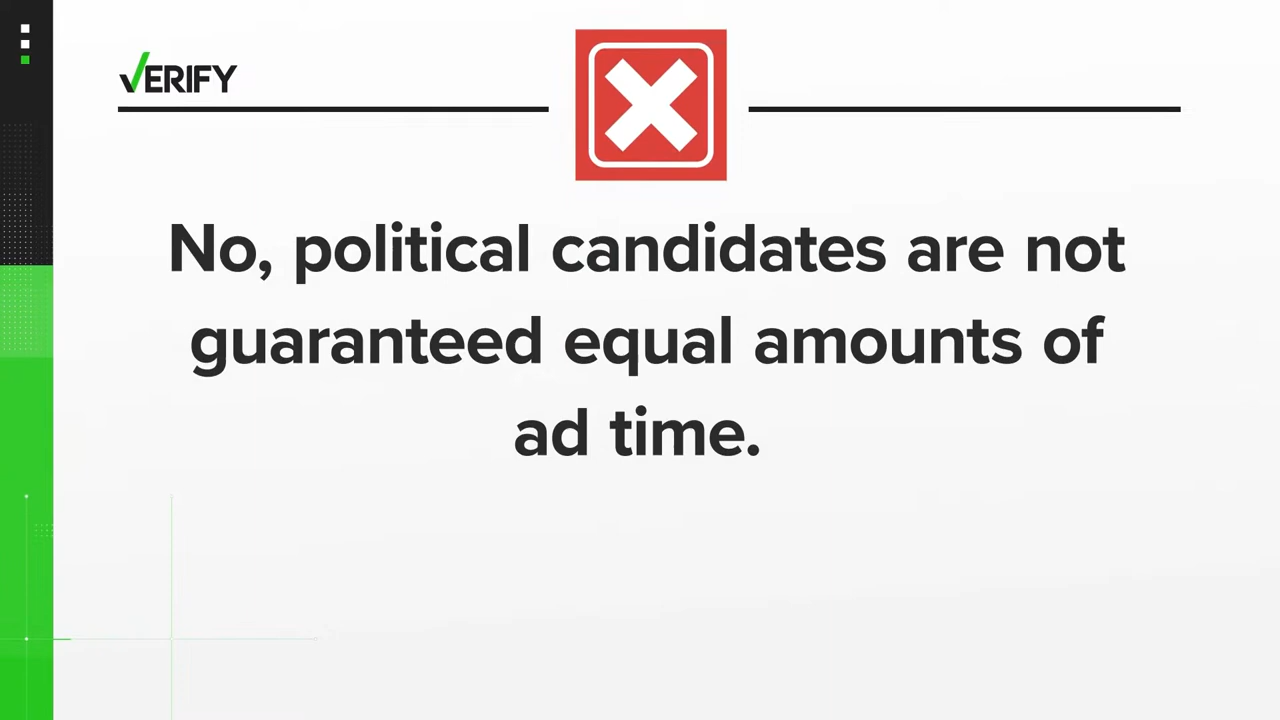 VERIFY
No, political candidates are not
guaranteed equal amounts of
ad time.